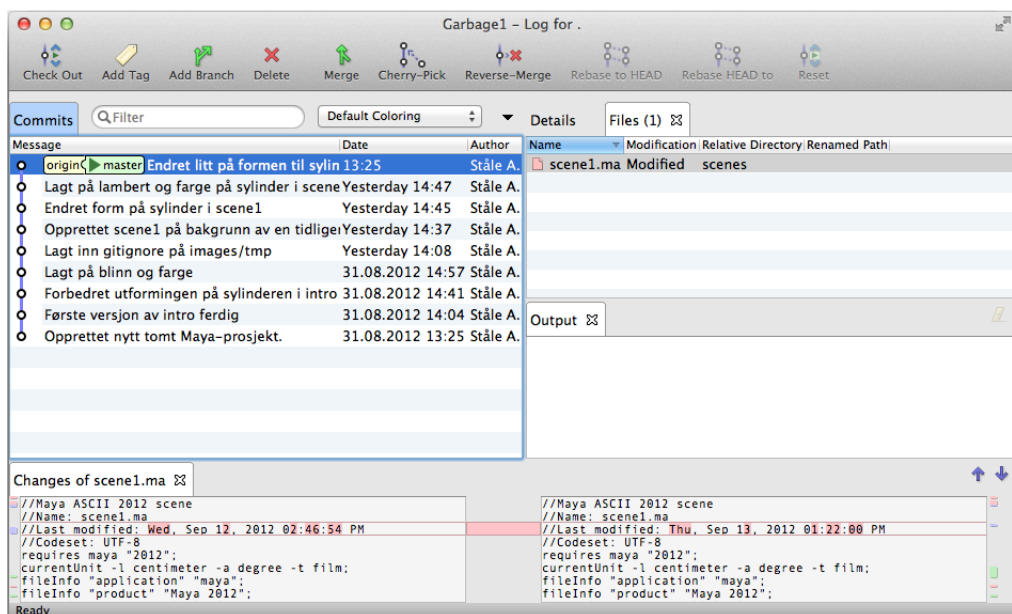 Garbage1 – Log for .
Check Out Add Tag Add Branch Delete Merge Cherry-Pick Reverse-Merge Rebase to HEAD Rebase HEAD to Reset
Commits Filter Default Coloring
Message Date Author
origin master Endret litt på formen til sylin 13:25 Ståle A.
Lagt på lambert og farge på sylinder i scene Yesterday 14:47 Ståle A.
Endret form på sylinder i scene1 Yesterday 14:45 Ståle A.
Opprettet scene1 på bakgrunn av en tidliger Yesterday 14:37 Ståle A.
Lagt inn gitignore på images/tmp Yesterday 14:08 Ståle A.
Lagt på blinn og farge 31.08.2012 14:57 Ståle A.
Forbedret utformingen på sylinderen i intro 31.08.2012 14:41 Ståle A.
Første versjon av intro ferdig 31.08.2012 14:04 Ståle A.
Opprettet nytt tomt Maya-prosjekt. 31.08.2012 13:25 Ståle A.
Details Files (1)
Name Modification Relative Directory Renamed Path
scene1.ma Modified scenes
Output
Changes of scene1.ma
//Maya ASCII 2012 scene
//Name: scene1.ma
//Last modified: Wed, Sep 12, 2012 02:46:54 PM
//Codeset: UTF-8
requires maya "2012";
currentUnit -l centimeter -a degree -t film;
fileInfo "application" "maya";
fileInfo "product" "Maya 2012";
//Maya ASCII 2012 scene
//Name: scene1.ma
//Last modified: Thu, Sep 13, 2012 01:22:00 PM
//Codeset: UTF-8
requires maya "2012";
currentUnit -l centimeter -a degree -t film;
fileInfo "application" "maya";
fileInfo "product" "Maya 2012";
Ready